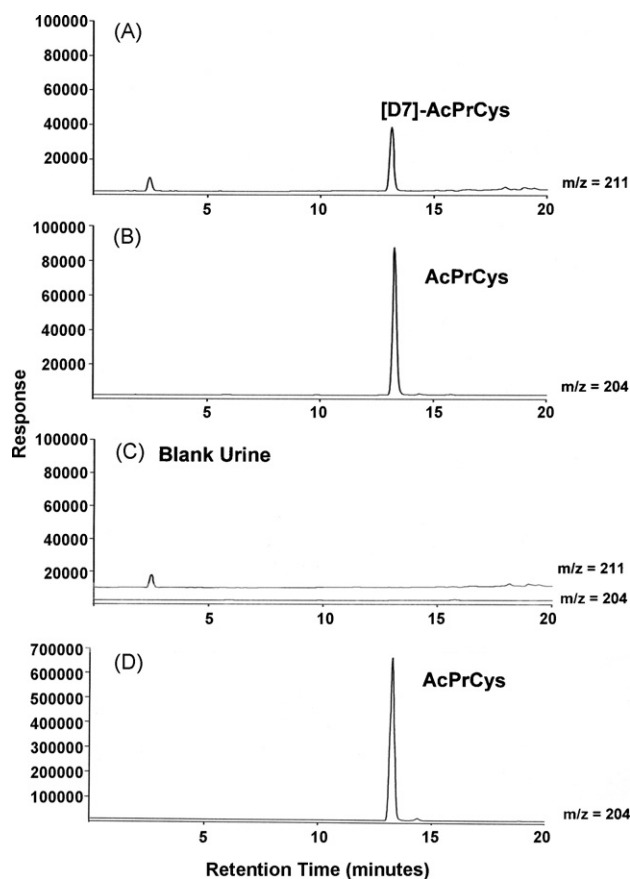 100000
(A)
80000
60000
[D7]-AcPrCys
40000
20000
m/z = 211
5 10 15 20
100000
(B)
80000
AcPrCys
60000
40000
20000
m/z = 204
5 10 15 20
Response
100000
(C) Blank Urine
80000
60000
40000
20000
m/z = 211
m/z = 204
5 10 15 20
700000
(D)
600000
AcPrCys
500000
400000
300000
200000
100000
m/z = 204
5 10 15 20
Retention Time (minutes)